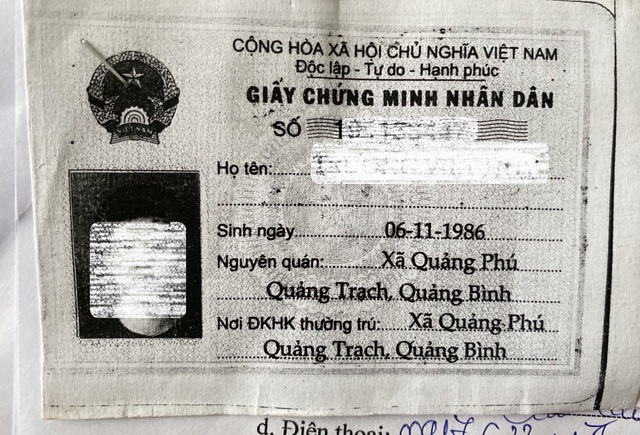 CỘNG HÒA XÃ HỘI CHỦ NGHĨA VIỆT NAM
Độc lập - Tự do - Hạnh phúc
GIẤY CHỨNG MINH NHÂN DÂN
SỐ
VIỆT NAM
Họ tên:
Sinh ngày 06-11-1986
Nguyên quán: Xã Quảng Phú
Quảng Trạch, Quảng Bình
Nơi ĐKHK thường trú: Xã Quảng Phú
Quảng Trạch, Quảng Bình
d. Điện thoại: